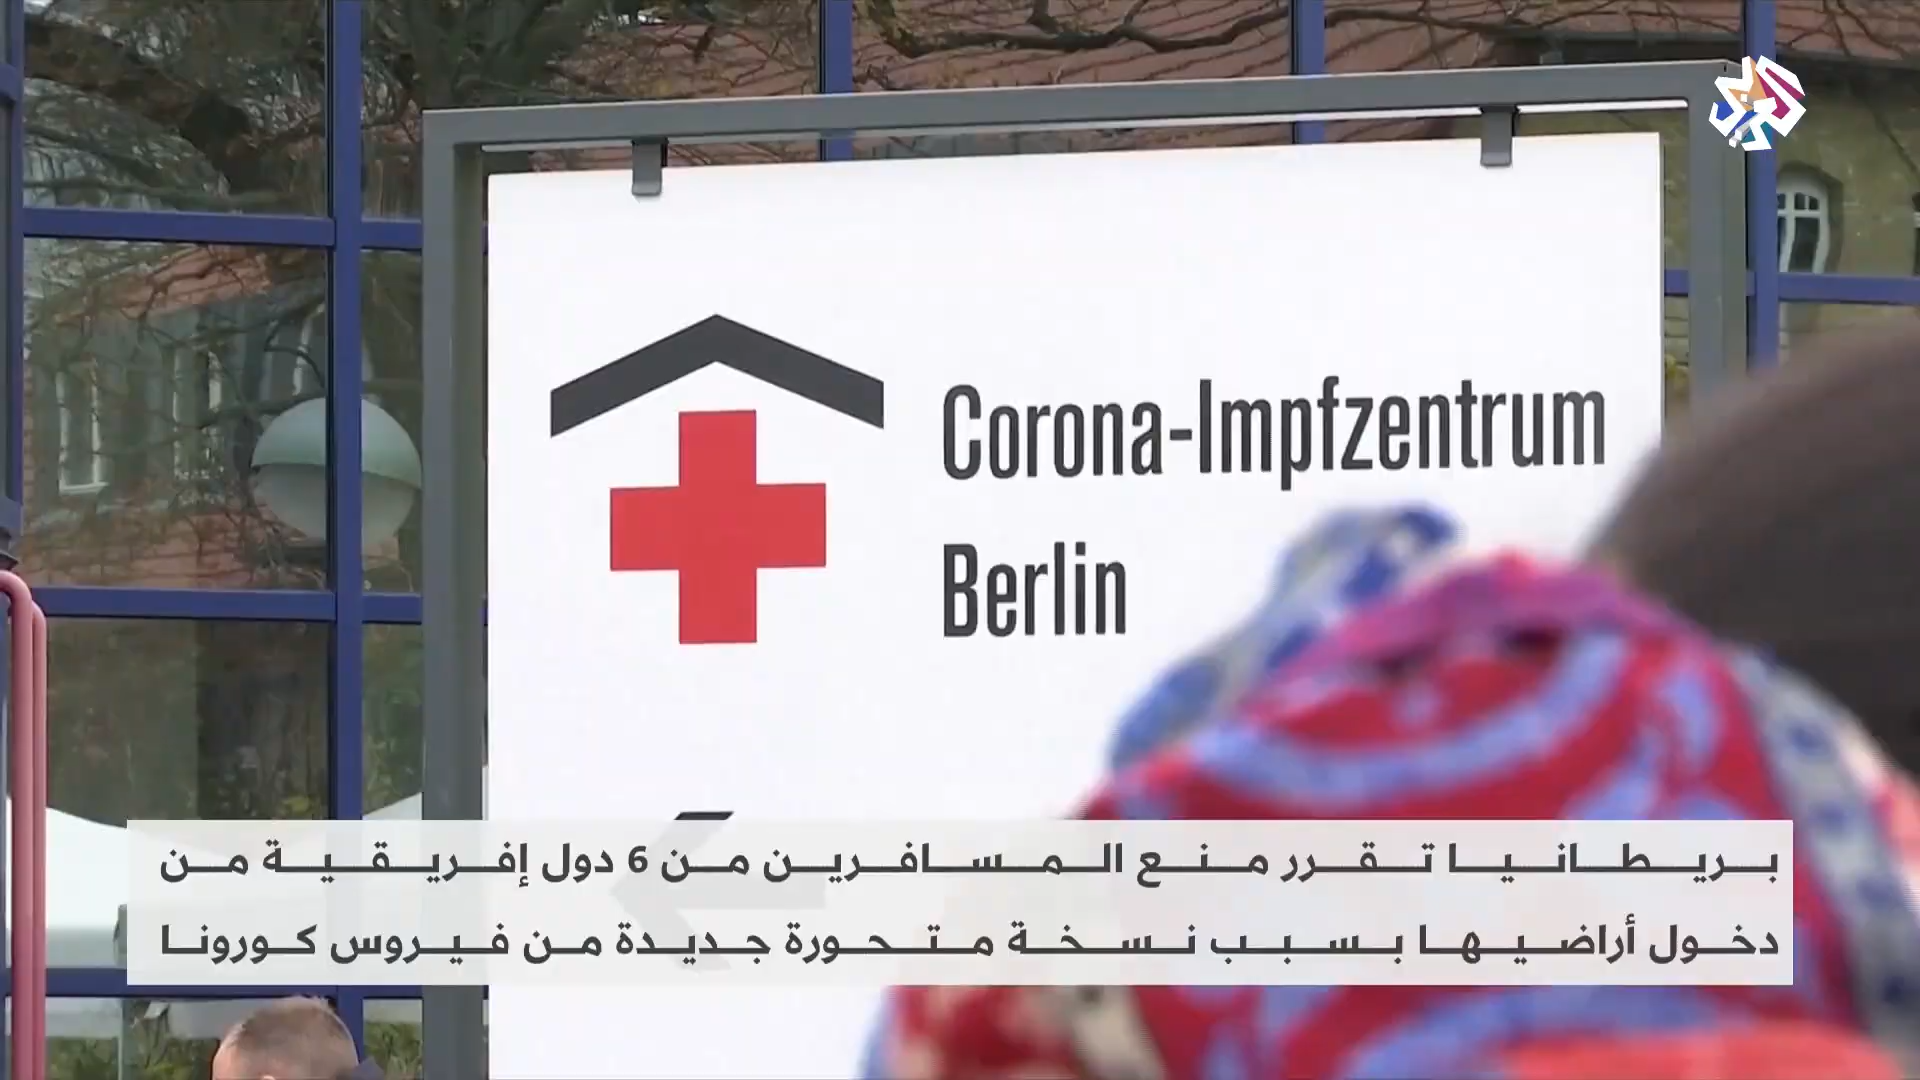 Corona-Impfzentrum
Berlin
بريطانيا تقرر منع المسافرين من 6 دول إفريقية من
دخول أراضيها بسبب نسخة متحورة جديدة من فيروس كورونا